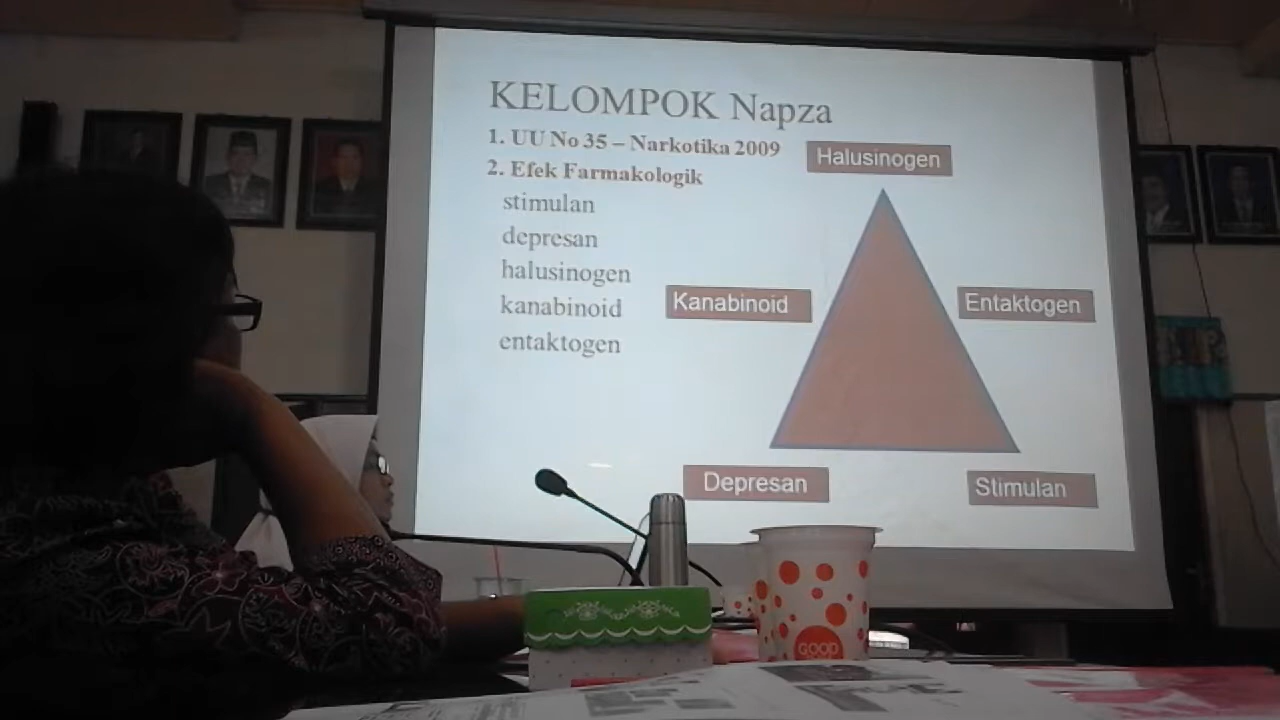 KELOMPOK Napza
1. UU No 35 – Narkotika 2009
2. Efek Farmakologik
stimulan
depresan
halusinogen
kanabinoid
entaktogen
Halusinogen
Kanabinoid
Entaktogen
Depresan
Stimulan
GOOD